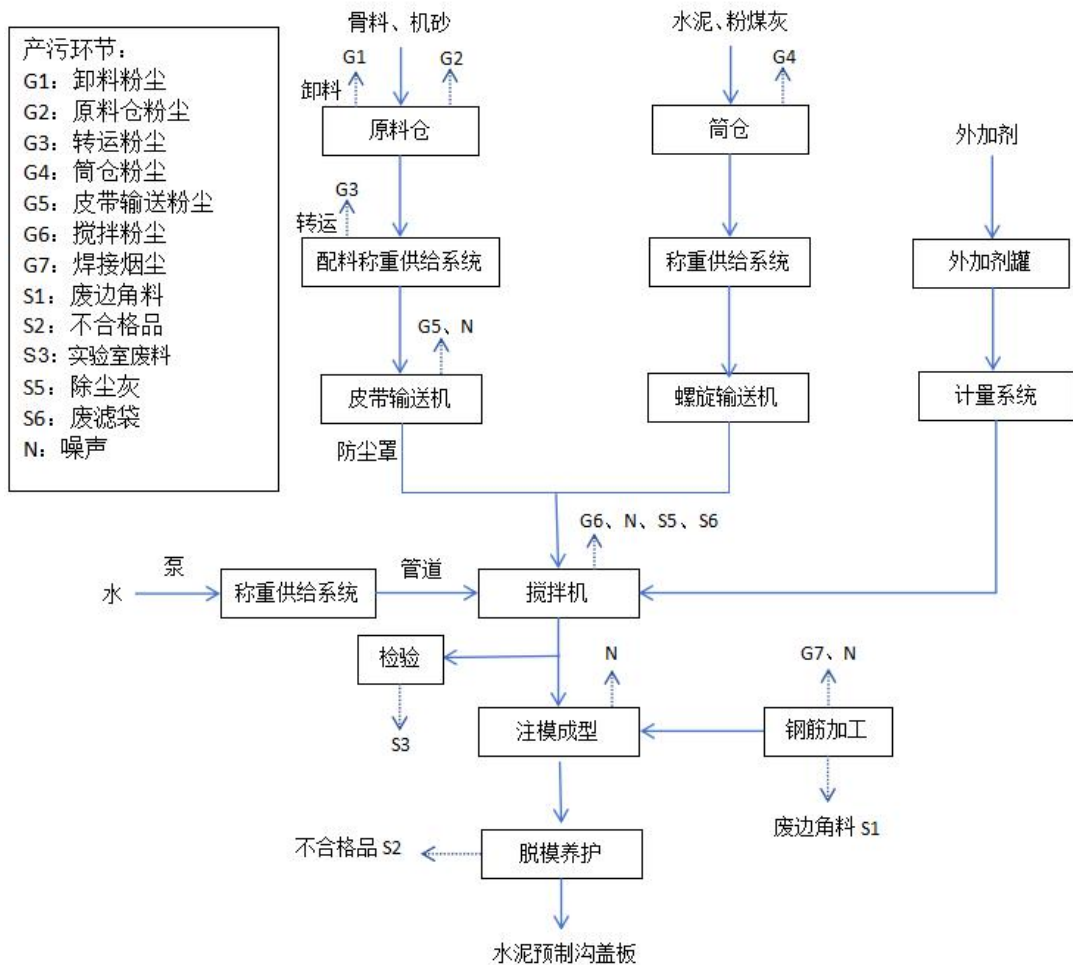 产污环节：
G1：卸料粉尘
G2：原料仓粉尘
G3：转运粉尘
G4：筒仓粉尘
G5：皮带输送粉尘
G6：搅拌粉尘
G7：焊接烟尘
S1：废边角料
S2：不合格品
S3：实验室废料
S5：除尘灰
S6：废滤袋
N：噪声
骨料、机砂
水泥、粉煤灰
G1
G2
G4
卸料
原料仓
筒仓
外加剂
G3
转运
配料称重供给系统
称重供给系统
外加剂罐
G5、N
皮带输送机
螺旋输送机
计量系统
防尘罩
G6、N、S5、S6
水
泵
称重供给系统
管道
搅拌机
检验
N
G7、N
S3
注模成型
钢筋加工
废边角料 S1
不合格品 S2
脱模养护
水泥预制沟盖板